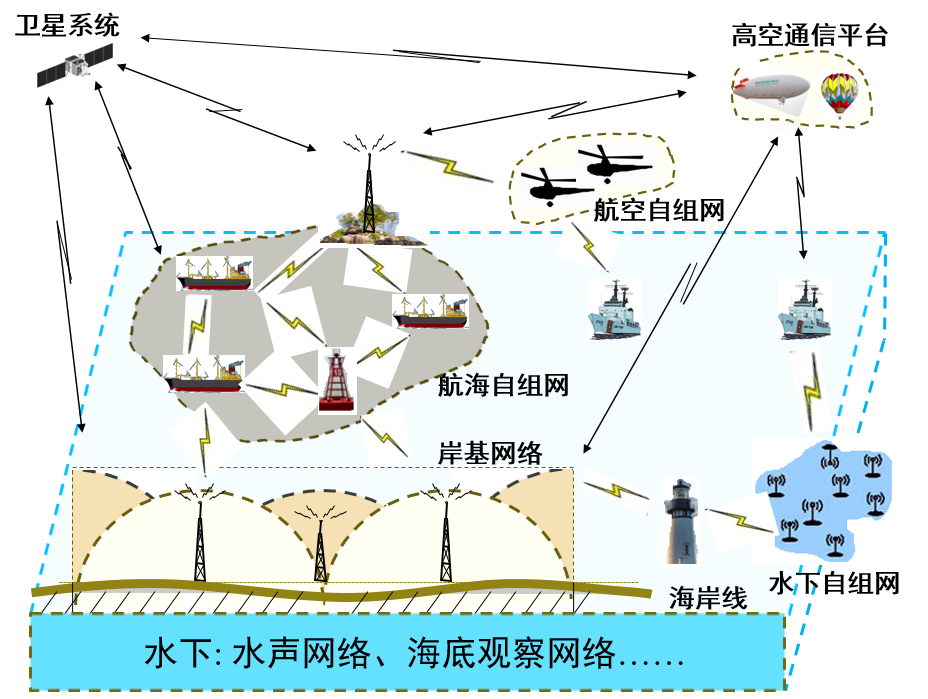 卫星系统
高空通信平台
航空自组网
航海自组网
岸基网络
水下自组网
海岸线
水下: 水声网络、海底观察网络……